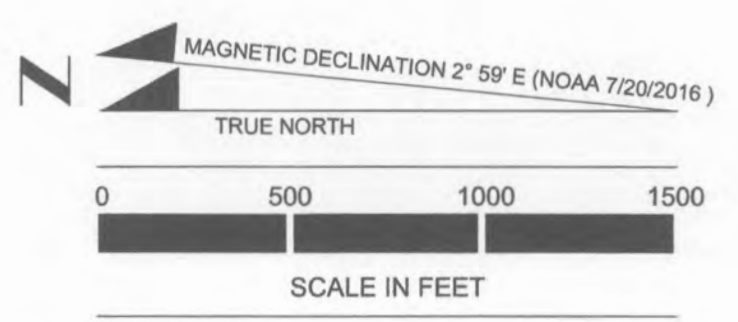 N
MAGNETIC DECLINATION 2° 59' E (NOAA 7/20/2016 )
TRUE NORTH
0 500 1000 1500
SCALE IN FEET